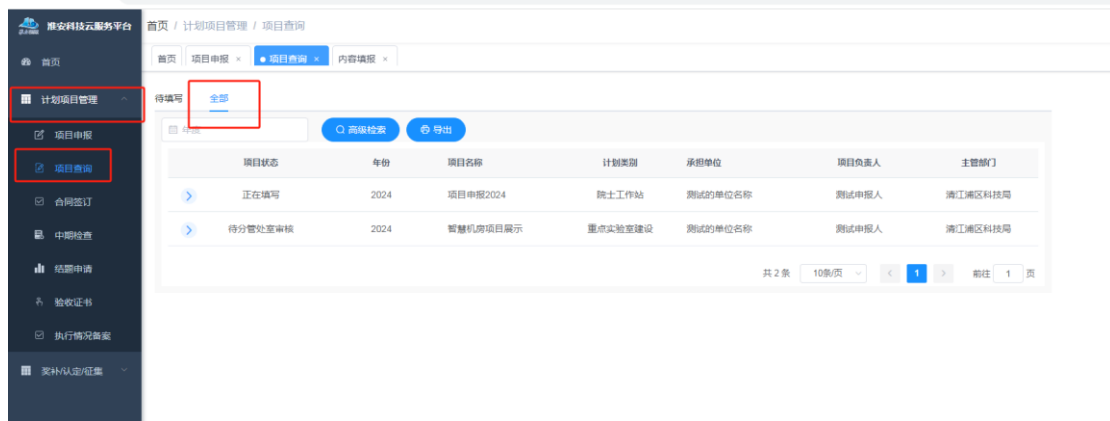 淮安科技云服务平台
首页 / 计划项目管理 / 项目查询
首页
项目申报 ×
项目查询 ×
内容填报 ×
首页
计划项目管理
项目申报
项目查询
合同签订
中期检查
结题申请
验收证书
执行情况备案
奖补/认定/征集
待填写 全部
年度 高级检索 导出
项目状态 年份 项目名称 计划类别 承担单位 项目负责人 主管部门
正在填写 2024 项目申报2024 院士工作站 测试的单位名称 测试申报人 清江浦区科技局
待分管处室审核 2024 智慧机房项目展示 重点实验室建设 测试的单位名称 测试申报人 清江浦区科技局
共 2 条 10条/页 1 前往 1 页